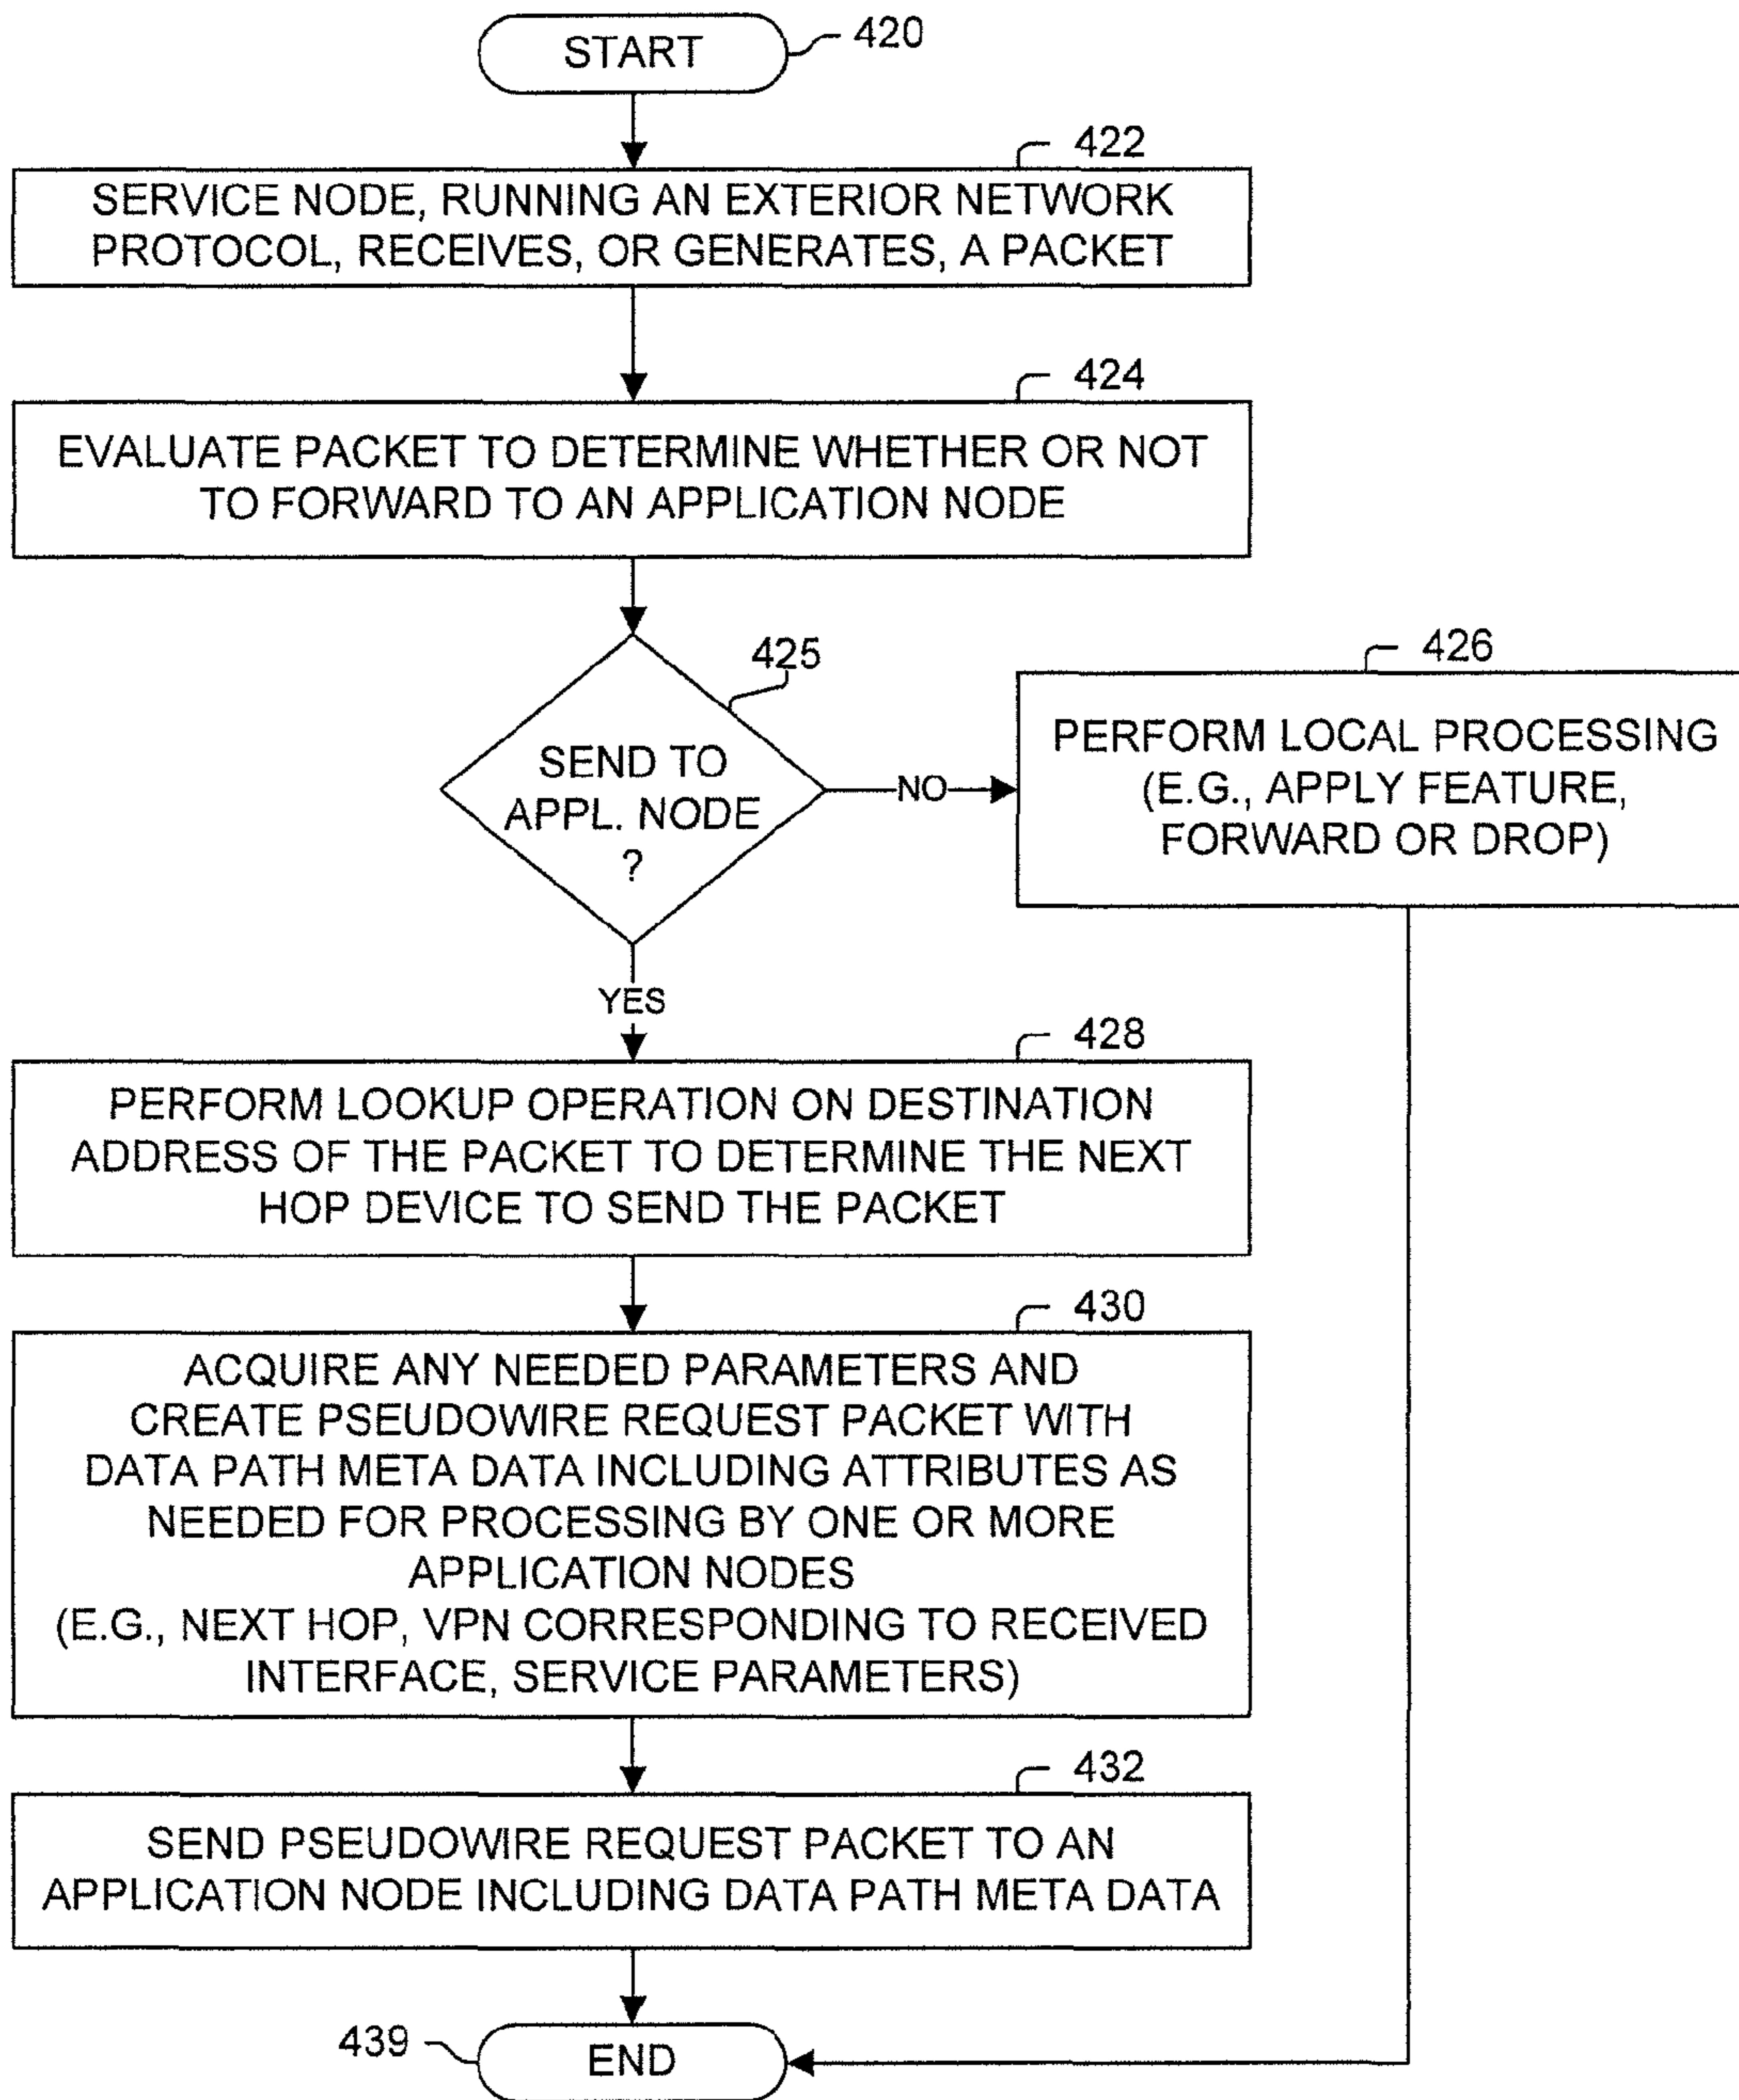 START
420
422
SERVICE NODE, RUNNING AN EXTERIOR NETWORK
PROTOCOL, RECEIVES, OR GENERATES, A PACKET
424
EVALUATE PACKET TO DETERMINE WHETHER OR NOT
TO FORWARD TO AN APPLICATION NODE
425
SEND TO
APPL. NODE
?
NO
426
PERFORM LOCAL PROCESSING
(E.G., APPLY FEATURE,
FORWARD OR DROP)
YES
428
PERFORM LOOKUP OPERATION ON DESTINATION
ADDRESS OF THE PACKET TO DETERMINE THE NEXT
HOP DEVICE TO SEND THE PACKET
430
ACQUIRE ANY NEEDED PARAMETERS AND
CREATE PSEUDOWIRE REQUEST PACKET WITH
DATA PATH META DATA INCLUDING ATTRIBUTES AS
NEEDED FOR PROCESSING BY ONE OR MORE
APPLICATION NODES
(E.G., NEXT HOP, VPN CORRESPONDING TO RECEIVED
INTERFACE, SERVICE PARAMETERS)
432
SEND PSEUDOWIRE REQUEST PACKET TO AN
APPLICATION NODE INCLUDING DATA PATH META DATA
439
END